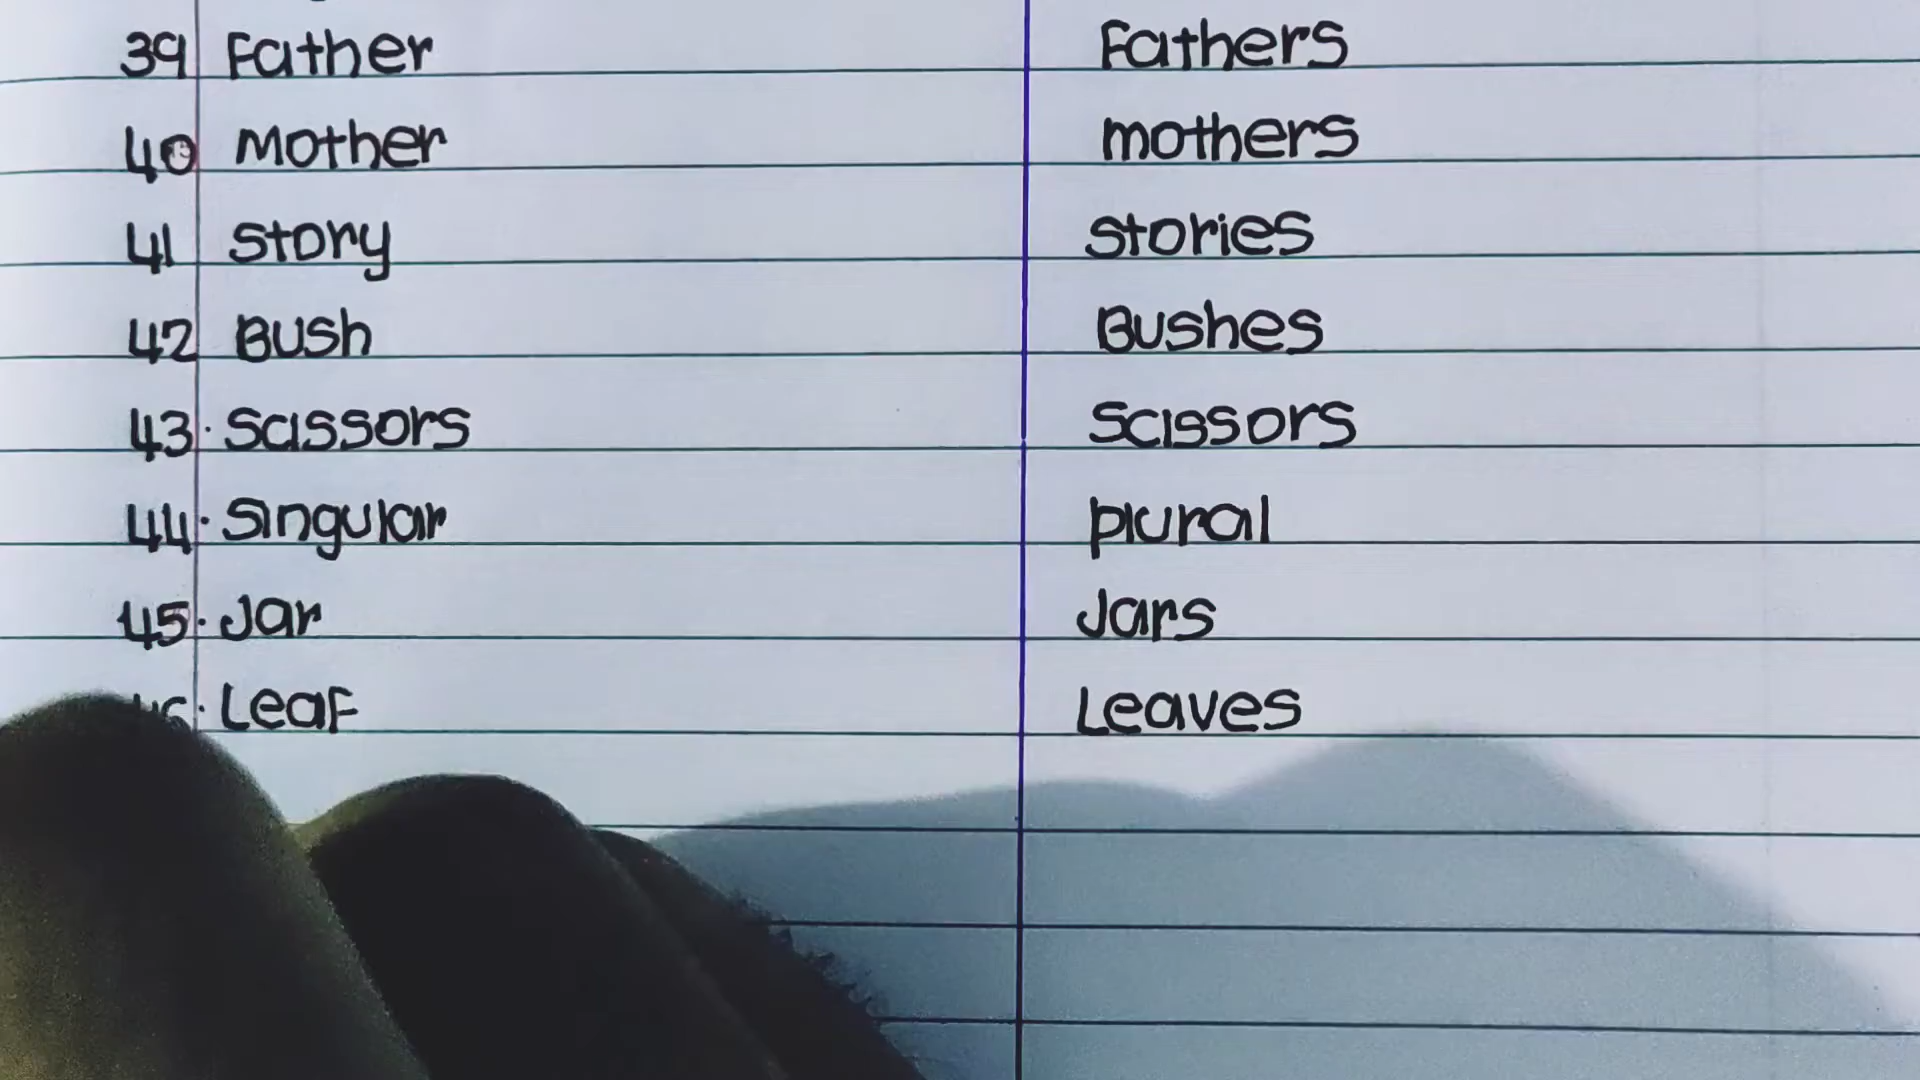 39 Father Fathers
40 Mother mothers
41 Story Stories
42 Bush Bushes
43. Scissors Scissors
44. Singular plural
45. Jar Jars
Leaf Leaves